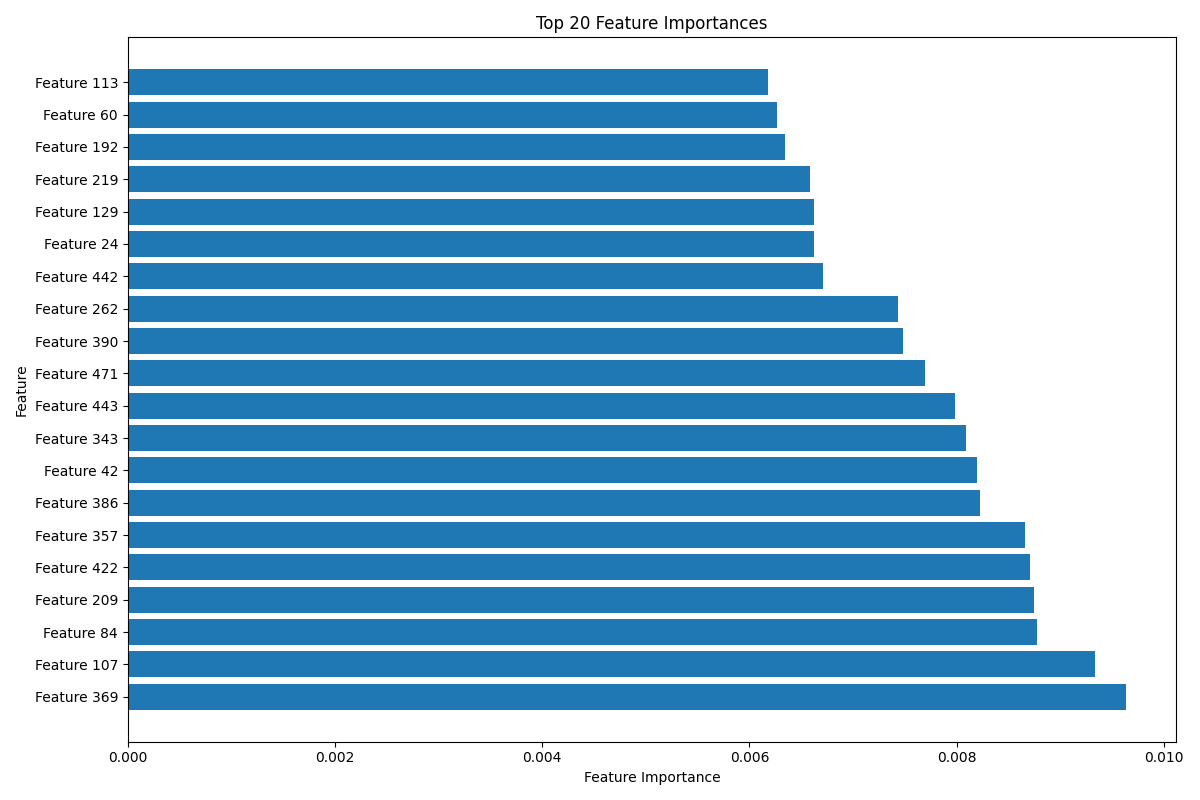 Top 20 Feature Importances
Feature
Feature 113
Feature 60
Feature 192
Feature 219
Feature 129
Feature 24
Feature 442
Feature 262
Feature 390
Feature 471
Feature 443
Feature 343
Feature 42
Feature 386
Feature 357
Feature 422
Feature 209
Feature 84
Feature 107
Feature 369
0.000 0.002 0.004 0.006 0.008 0.010
Feature Importance